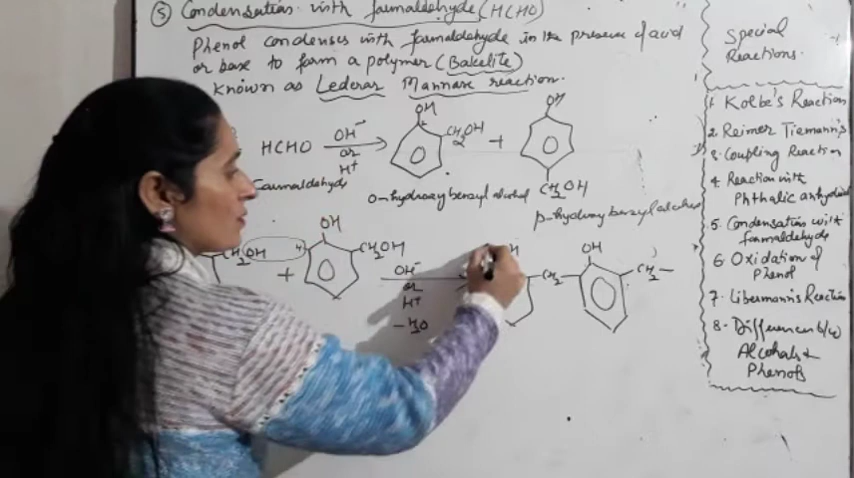 ⑤ Condensation with formaldehyde (HCHO)
Phenol condenses with formaldehyde in the presence of acid
or base to form a polymer (Bakelite)
known as Lederer Mannase reaction.
HCHO OH⁻ or H⁺ → OH CH₂OH + OH CH₂OH
Formaldehyde
o-hydroxy benzyl alcohol
p-hydroxy benzyl alcohol
CH₂OH + H OH CH₂OH OH⁻ or H⁺ -H₂O H CH₂ OH CH₂-
Special
Reactions.
1. Kolbe's Reaction
2. Reimer Tiemann's
3. Coupling Reaction
4. Reaction with
Phthalic anhydride
5. Condensation with
formaldehyde
6. Oxidation of
Phenol
7. Libermann's Reaction
8. Difference b/w
Alcohols &
Phenols